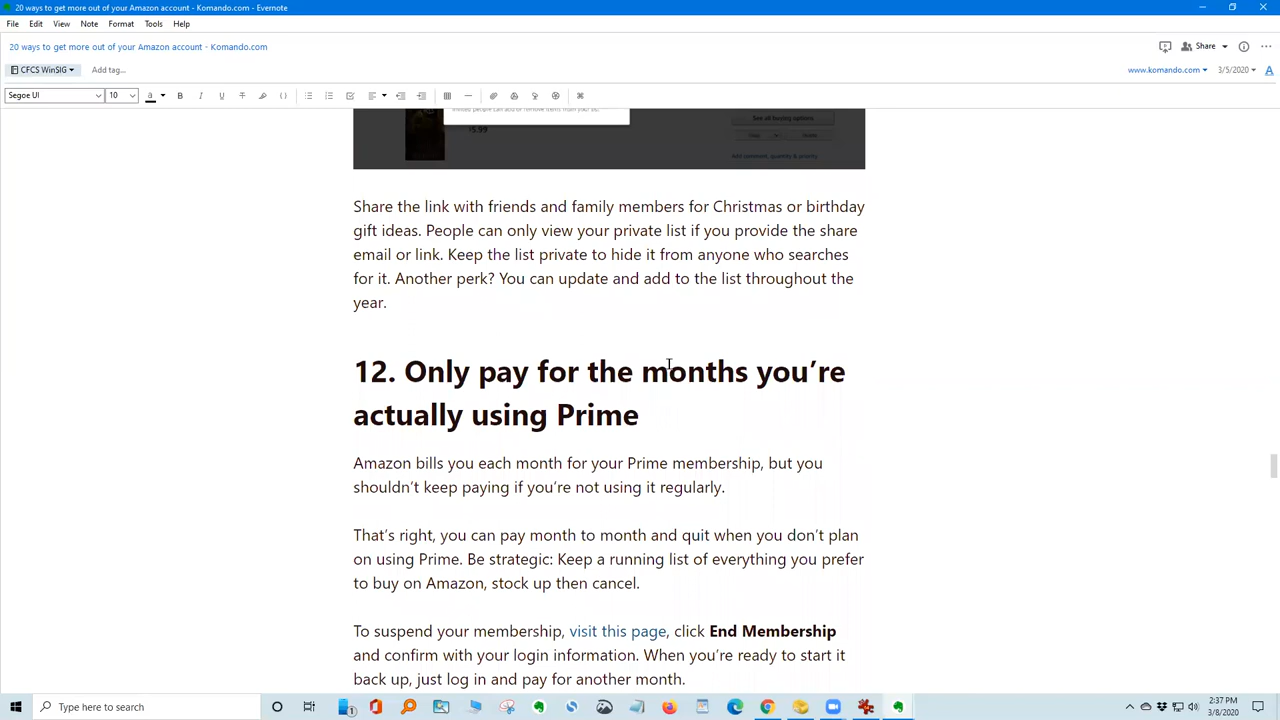 20 ways to get more out of your Amazon account - Komando.com - Evernote
File Edit View Note Format Tools Help
20 ways to get more out of your Amazon account - Komando.com
Share
CFCS WinSIG
Add tag...
www.komando.com
3/5/2020
Segoe UI 10
See all buying options
$5.99
Add comment, quantity & priority
Share the link with friends and family members for Christmas or birthday
gift ideas. People can only view your private list if you provide the share
email or link. Keep the list private to hide it from anyone who searches
for it. Another perk? You can update and add to the list throughout the
year.
12. Only pay for the months you’re
actually using Prime
Amazon bills you each month for your Prime membership, but you
shouldn’t keep paying if you’re not using it regularly.
That’s right, you can pay month to month and quit when you don’t plan
on using Prime. Be strategic: Keep a running list of everything you prefer
to buy on Amazon, stock up then cancel.
To suspend your membership, visit this page, click End Membership
and confirm with your login information. When you’re ready to start it
back up, just log in and pay for another month.
Type here to search
2:37 PM
3/8/2020